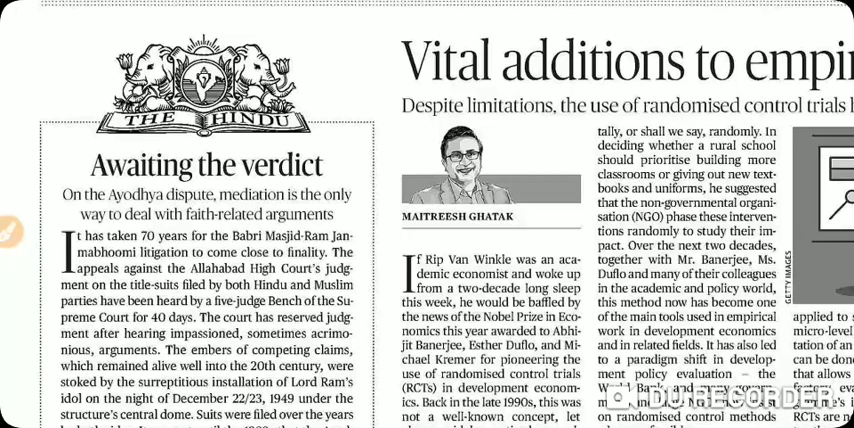 THE HINDU
Awaiting the verdict
On the Ayodhya dispute, mediation is the only
way to deal with faith-related arguments
It has taken 70 years for the Babri Masjid-Ram Jan-
mabhoomi litigation to come close to finality. The
appeals against the Allahabad High Court's judg-
ment on the title-suits filed by both Hindu and Muslim
parties have been heard by a five-judge Bench of the Su-
preme Court for 40 days. The court has reserved judg-
ment after hearing impassioned, sometimes acrimo-
nious, arguments. The embers of competing claims,
which remained alive well into the 20th century, were
stoked by the surreptitious installation of Lord Ram's
idol on the night of December 22/23, 1949 under the
structure's central dome. Suits were filed over the years
Vital additions to empir
Despite limitations, the use of randomised control trials h
MAITREESH GHATAK
If Rip Van Winkle was an aca-
demic economist and woke up
from a two-decade long sleep
this week, he would be baffled by
the news of the Nobel Prize in Eco-
nomics this year awarded to Abhi-
jit Banerjee, Esther Duflo, and Mi-
chael Kremer for pioneering the
use of randomised control trials
(RCTs) in development econom-
ics. Back in the late 1990s, this was
not a well-known concept, let
tally, or shall we say, randomly. In
deciding whether a rural school
should prioritise building more
classrooms or giving out new text-
books and uniforms, he suggested
that the non-governmental organi-
sation (NGO) phase these interven-
tions randomly to study their im-
pact. Over the next two decades,
together with Mr. Banerjee, Ms.
Duflo and many of their colleagues
in the academic and policy world,
this method now has become one
of the main tools used in empirical
work in development economics
and in related fields. It has also led
to a paradigm shift in develop-
ment policy evaluation – the
World Bank and many govern-
on randomised control methods
GETTY IMAGES
applied to
micro-level
tation of an
can be don
that allows
RCTs are n
DU RECORDER